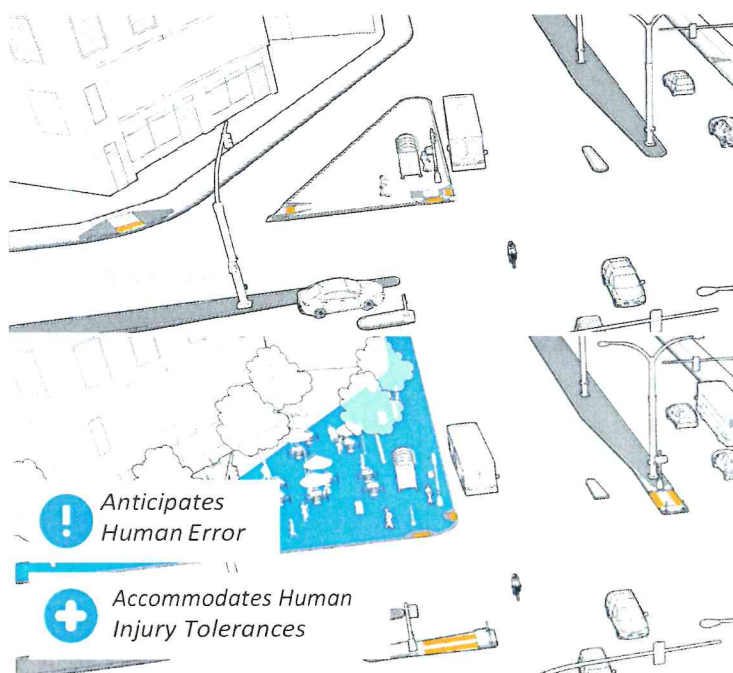 Anticipates
Human Error
Accommodates Human
Injury Tolerances